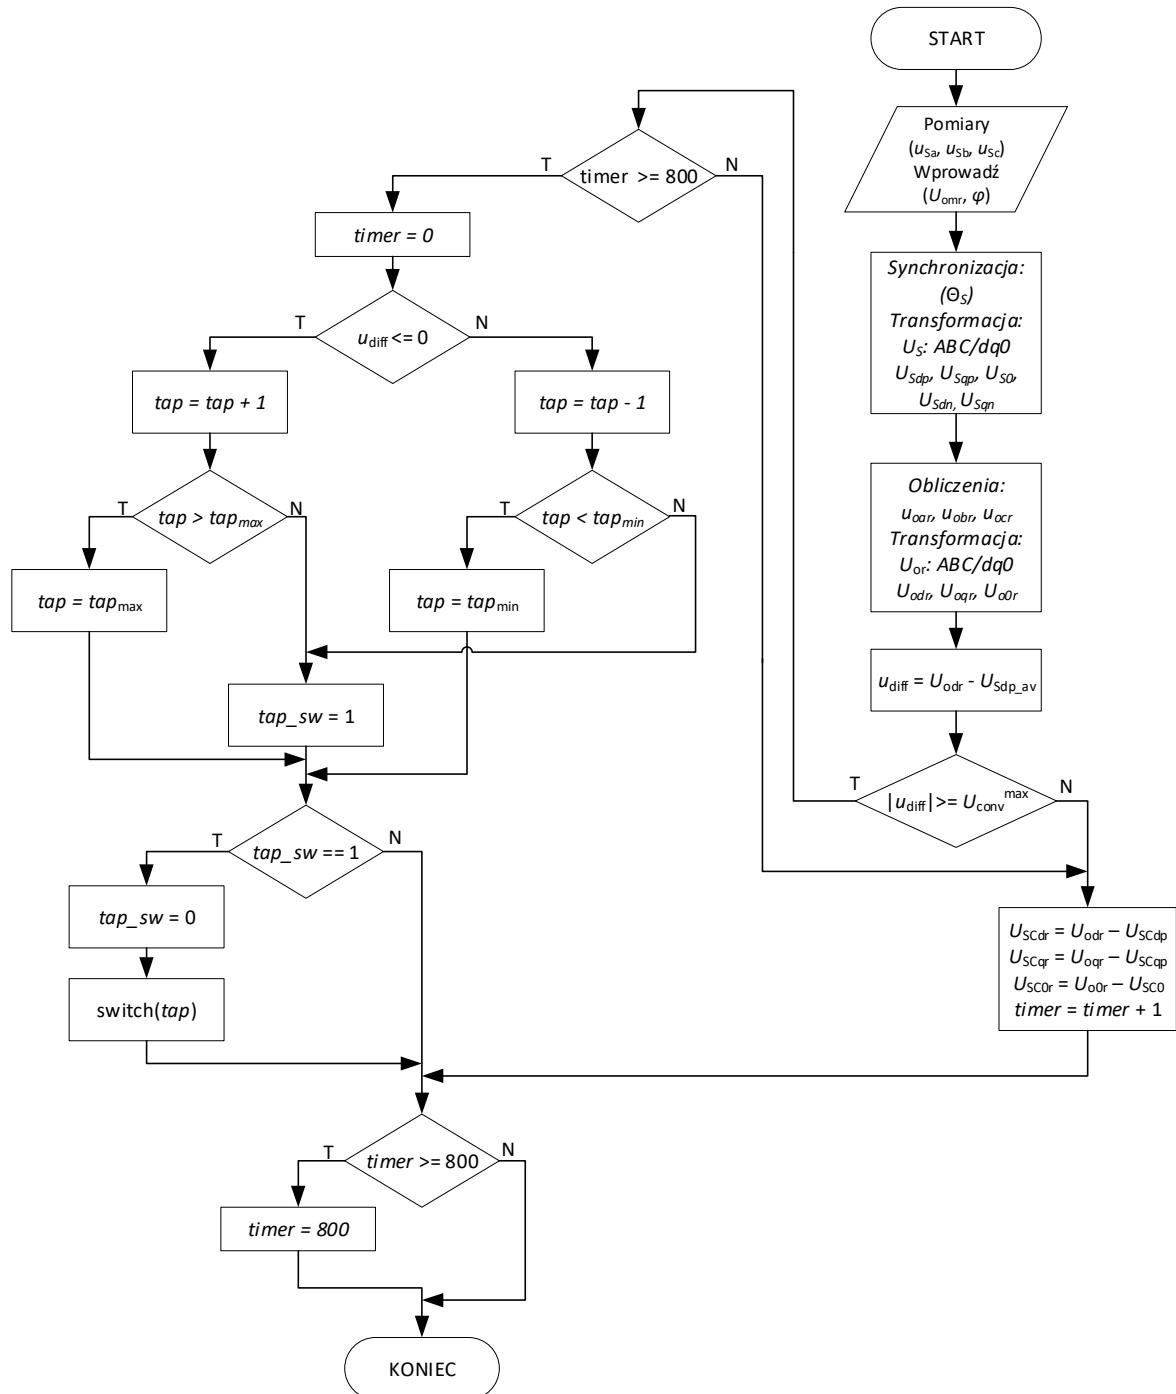 START
Pomiary
(uSa, uSb, uSc)
Wprowadź
(Uomr, φ)
Synchronizacja:
(ΘS)
Transformacja:
US: ABC/dq0
USdp, USqp, US0,
USdn, USqn
Obliczenia:
uoar, uobr, uocr
Transformacja:
Uor: ABC/dq0
Uodr, Uoqr, Uo0r
udiff = Uodr - USdp_av
|udiff| >= Uconv^max
T
N
timer >= 800
T
N
timer = 0
udiff <= 0
T
N
tap = tap + 1
tap = tap - 1
tap > tapmax
T
N
tap < tapmin
T
N
tap = tapmax
tap = tapmin
tap_sw = 1
tap_sw == 1
T
N
tap_sw = 0
switch(tap)
USCdr = Uodr – USCdp
USCqr = Uoqr – USCqp
USC0r = Uo0r – USC0
timer = timer + 1
timer >= 800
T
N
timer = 800
KONIEC